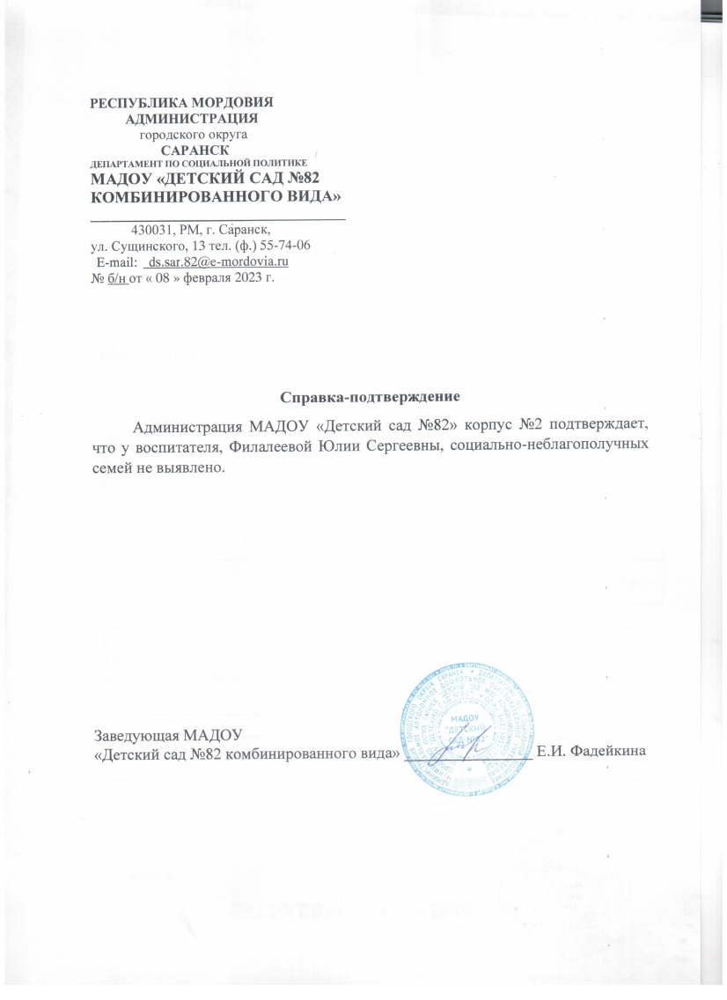 РЕСПУБЛИКА МОРДОВИЯ
АДМИНИСТРАЦИЯ
городского округа
САРАНСК
ДЕПАРТАМЕНТ ПО СОЦИАЛЬНОЙ ПОЛИТИКЕ
МАДОУ «ДЕТСКИЙ САД №82
КОМБИНИРОВАННОГО ВИДА»
430031, РМ, г. Саранск,
ул. Сущинского, 13 тел. (ф.) 55-74-06
E-mail: ds.sar.82@e-mordovia.ru
№ б/н от « 08 » февраля 2023 г.
Справка-подтверждение
Администрация МАДОУ «Детский сад №82» корпус №2 подтверждает,
что у воспитателя, Филалеевой Юлии Сергеевны, социально-неблагополучных
семей не выявлено.
МАДОУ
"ДЕТСКИЙ
САД №82"
Заведующая МАДОУ
«Детский сад №82 комбинированного вида» Е.И. Фадейкина